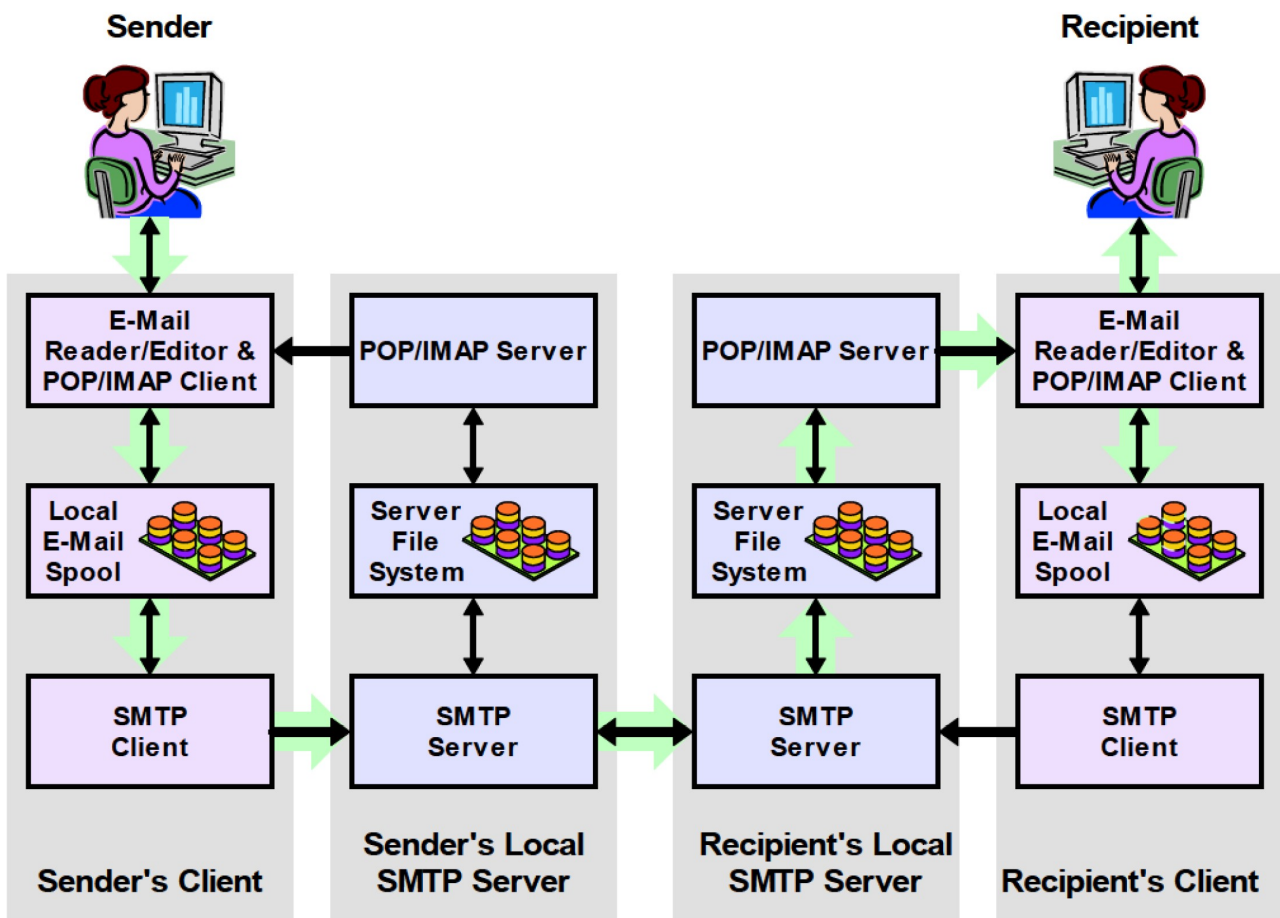 Sender
Recipient
E-Mail
Reader/Editor &
POP/IMAP Client
POP/IMAP Server
POP/IMAP Server
E-Mail
Reader/Editor &
POP/IMAP Client
Local
E-Mail
Spool
Server
File
System
Server
File
System
Local
E-Mail
Spool
SMTP
Client
SMTP
Server
SMTP
Server
SMTP
Client
Sender's Client
Sender's Local
SMTP Server
Recipient's Local
SMTP Server
Recipient's Client